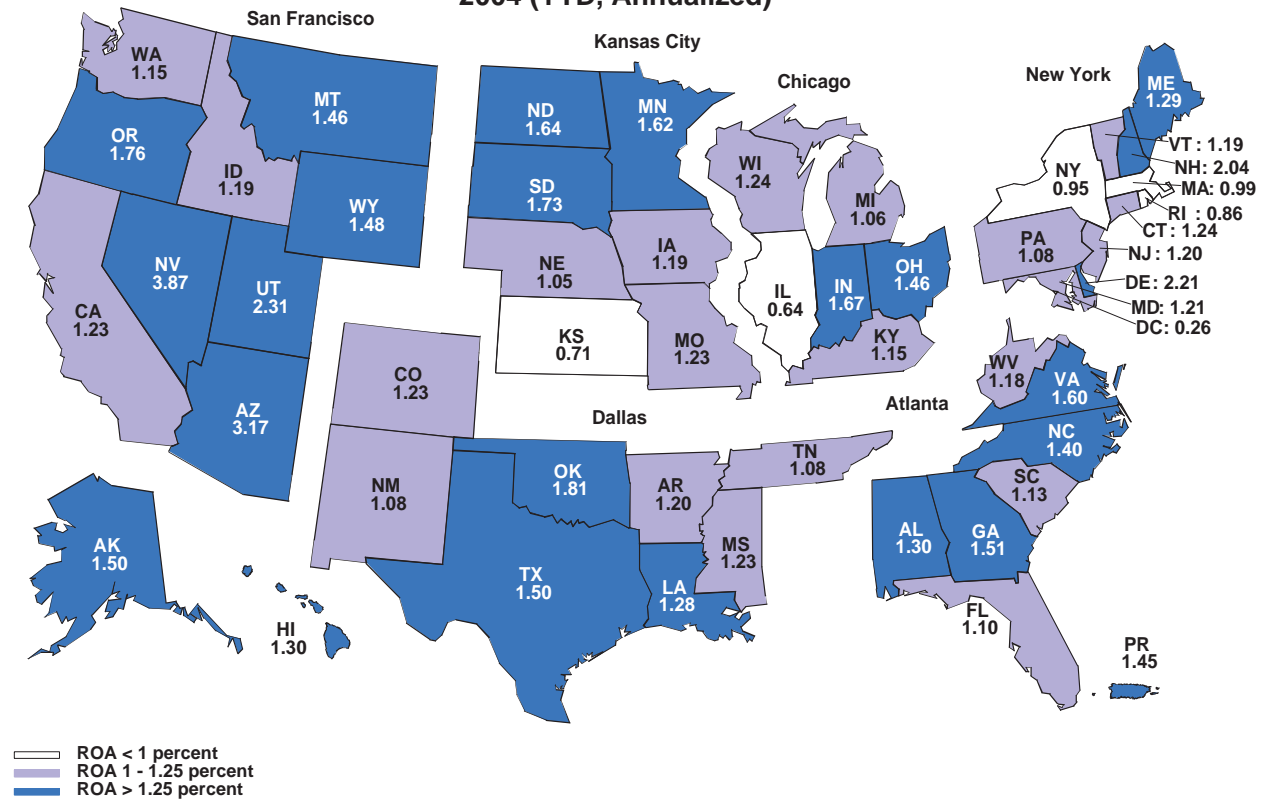 2004 (YTD, Annualized)
San Francisco
Kansas City
Chicago
New York
WA
1.15
MT
1.46
OR
1.76
ID
1.19
WY
1.48
NV
3.87
UT
2.31
CA
1.23
AZ
3.17
AK
1.50
HI
1.30
ND
1.64
MN
1.62
SD
1.73
NE
1.05
IA
1.19
KS
0.71
MO
1.23
WI
1.24
MI
1.06
IL
0.64
IN
1.67
OH
1.46
KY
1.15
ME
1.29
NY
0.95
VT : 1.19
NH: 2.04
MA: 0.99
RI : 0.86
CT : 1.24
NJ: 1.20
PA
1.08
DE: 2.21
MD: 1.21
DC: 0.26
Dallas
Atlanta
CO
1.23
NM
1.08
OK
1.81
TX
1.50
AR
1.20
LA
1.28
TN
1.08
MS
1.23
WV
1.18
VA
1.60
NC
1.40
SC
1.13
AL
1.30
GA
1.51
FL
1.10
PR
1.45
ROA < 1 percent
ROA 1 - 1.25 percent
ROA > 1.25 percent